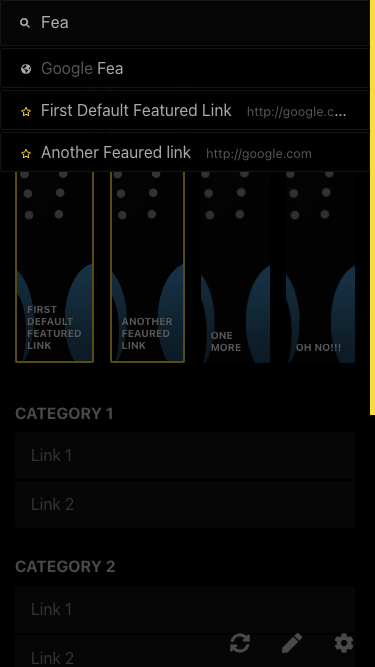 Fea
Google Fea
First Default Featured Link http://google.c...
Another Feaured link http://google.com
FIRST
DEFAULT
FEATURED
LINK
ANOTHER
FEAURED
LINK
ONE
MORE
OH NO!!!
CATEGORY 1
Link 1
Link 2
CATEGORY 2
Link 1
Link 2